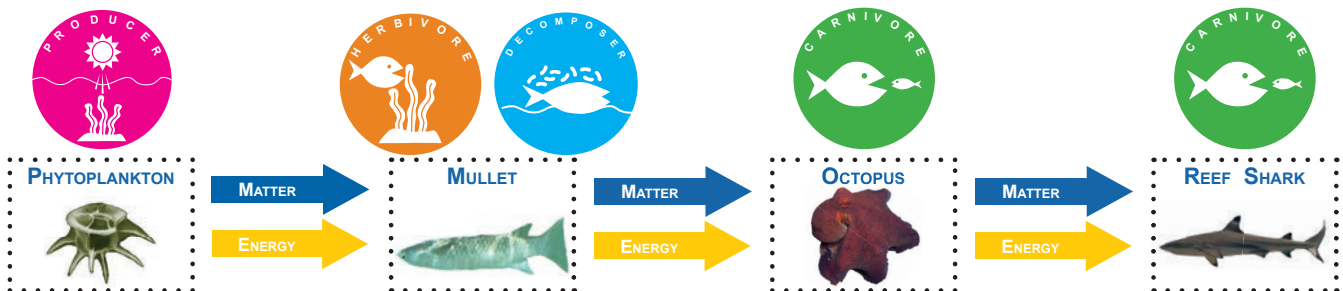 PRODUCER
HERBIVORE
DECOMPOSER
CARNIVORE
CARNIVORE
PHYTOPLANKTON
MATTER
ENERGY
MULLET
MATTER
ENERGY
OCTOPUS
MATTER
ENERGY
REEF SHARK